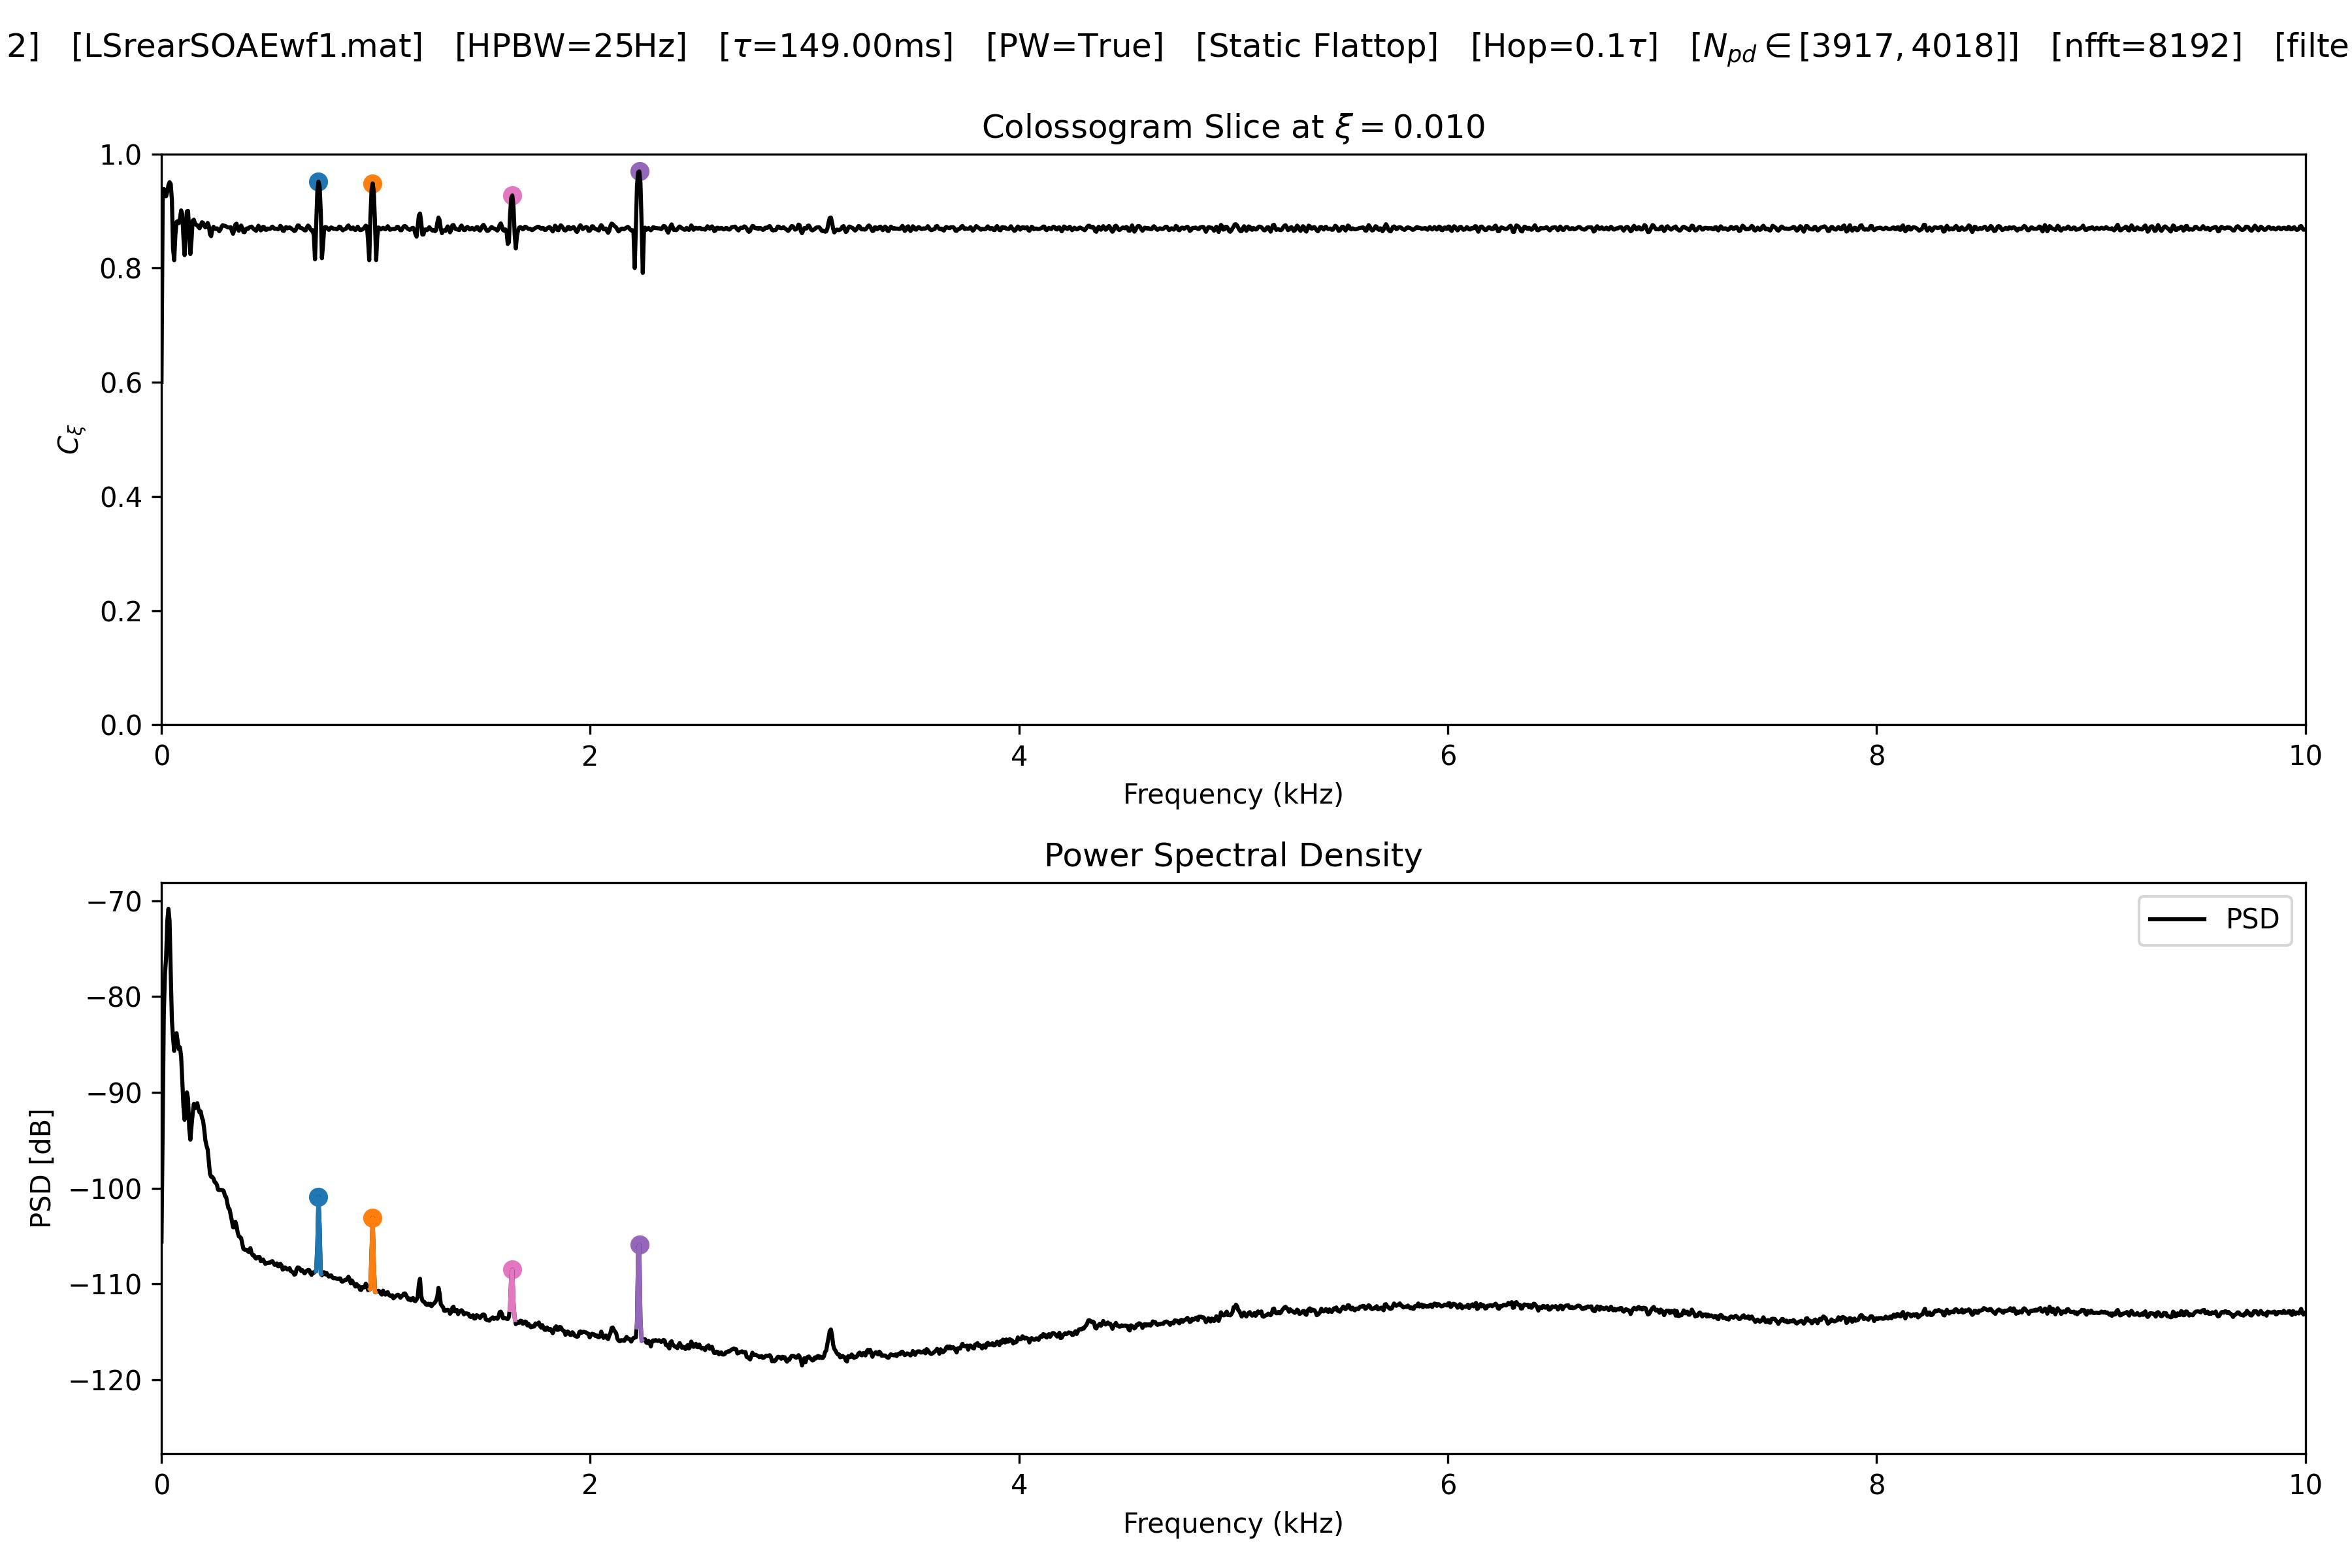 2] [LSrearSOAEwf1.mat] [HPBW=25Hz] [τ=149.00ms] [PW=True] [Static Flattop] [Hop=0.1τ] [N_pd ∈ [3917, 4018]] [nfft=8192] [filte
Colossogram Slice at ξ = 0.010
1.0
0.8
0.6
0.4
0.2
0.0
C_ξ
0 2 4 6 8 10
Frequency (kHz)
Power Spectral Density
PSD
−70
−80
−90
−100
−110
−120
PSD [dB]
0 2 4 6 8 10
Frequency (kHz)